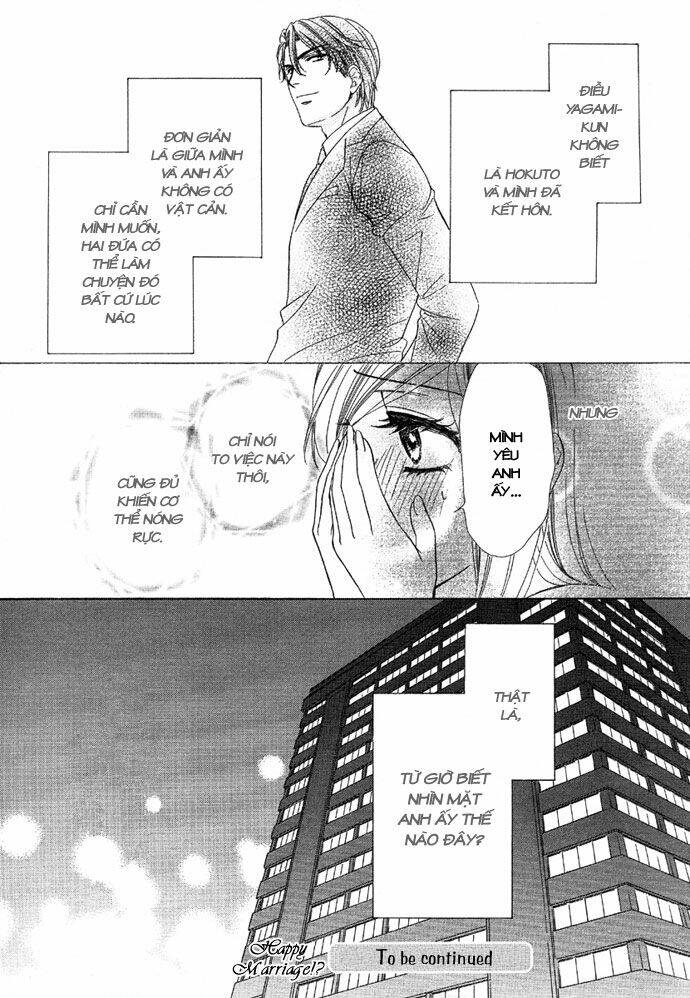 ĐIỀU
YAGAMI-
KUN
KHÔNG
BIẾT
LÀ HOKUTO
VÀ MÌNH ĐÃ
KẾT HÔN.
ĐƠN GIẢN
LÀ GIỮA MÌNH
VÀ ANH ẤY
KHÔNG CÓ
VẬT CẢN.
CHỈ CẦN
MÌNH MUỐN,
HAI ĐỨA CÓ
THỂ LÀM
CHUYỆN ĐÓ
BẤT CỨ LÚC
NÀO.
NHƯNG
MÌNH
YÊU
ANH
ẤY...
CHỈ NÓI
TO VIỆC NÀY
THÔI,
CŨNG ĐỦ
KHIẾN CƠ
THỂ NÓNG
RỰC.
THẬT
LÀ,
TỪ GIỜ BIẾT
NHÌN MẶT
ANH ẤY THẾ
NÀO ĐÂY?
Happy
Marriage!?
To be continued